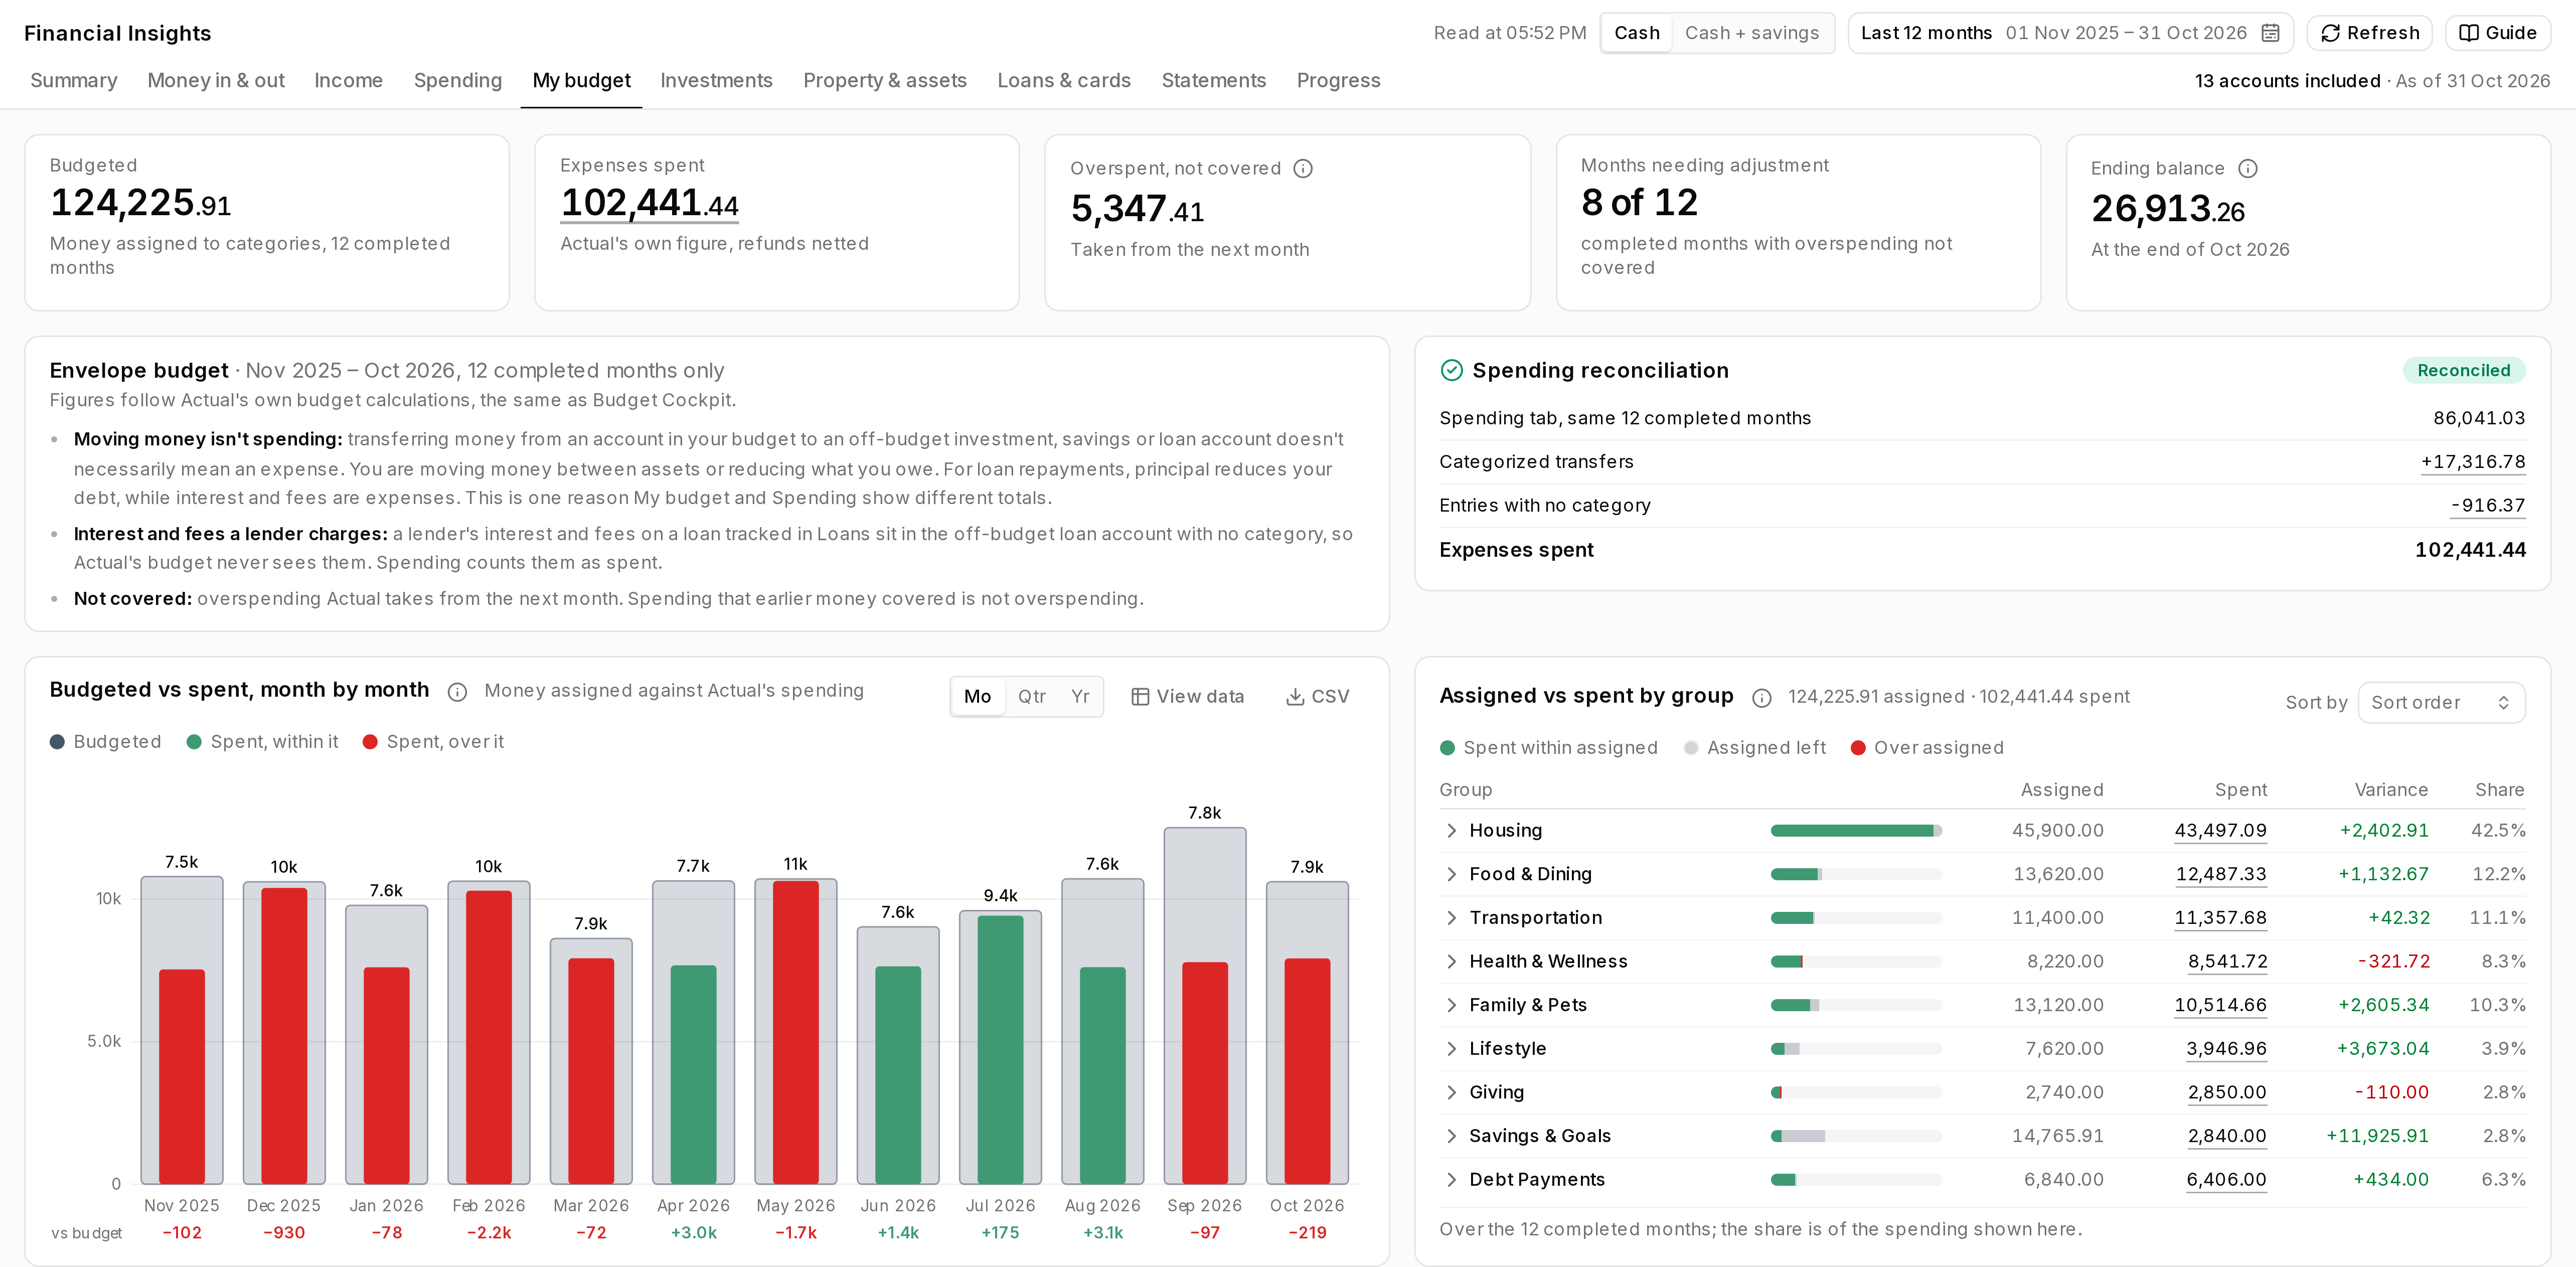 Financial Insights
Read at 05:52 PM
Cash
Cash + savings
Last 12 months 01 Nov 2025 – 31 Oct 2026
Refresh
Guide
Summary
Money in & out
Income
Spending
My budget
Investments
Property & assets
Loans & cards
Statements
Progress
13 accounts included · As of 31 Oct 2026
Budgeted
124,225.91
Money assigned to categories, 12 completed
months
Expenses spent
102,441.44
Actual's own figure, refunds netted
Overspent, not covered
5,347.41
Taken from the next month
Months needing adjustment
8 of 12
completed months with overspending not
covered
Ending balance
26,913.26
At the end of Oct 2026
Envelope budget · Nov 2025 – Oct 2026, 12 completed months only
Figures follow Actual's own budget calculations, the same as Budget Cockpit.
• Moving money isn't spending: transferring money from an account in your budget to an off-budget investment, savings or loan account doesn't
necessarily mean an expense. You are moving money between assets or reducing what you owe. For loan repayments, principal reduces your
debt, while interest and fees are expenses. This is one reason My budget and Spending show different totals.
• Interest and fees a lender charges: a lender's interest and fees on a loan tracked in Loans sit in the off-budget loan account with no category, so
Actual's budget never sees them. Spending counts them as spent.
• Not covered: overspending Actual takes from the next month. Spending that earlier money covered is not overspending.
Spending reconciliation
Reconciled
Spending tab, same 12 completed months 86,041.03
Categorized transfers +17,316.78
Entries with no category -916.37
Expenses spent 102,441.44
Budgeted vs spent, month by month
Money assigned against Actual's spending
Mo Qtr Yr
View data
CSV
Budgeted Spent, within it Spent, over it
7.5k 10k 7.6k 10k 7.9k 7.7k 11k 7.6k 9.4k 7.6k 7.8k 7.9k
10k
5.0k
0
Nov 2025 Dec 2025 Jan 2026 Feb 2026 Mar 2026 Apr 2026 May 2026 Jun 2026 Jul 2026 Aug 2026 Sep 2026 Oct 2026
vs budget −102 −930 −78 −2.2k −72 +3.0k −1.7k +1.4k +175 +3.1k −97 −219
Assigned vs spent by group
124,225.91 assigned · 102,441.44 spent
Sort by Sort order
Spent within assigned Assigned left Over assigned
Group Assigned Spent Variance Share
Housing 45,900.00 43,497.09 +2,402.91 42.5%
Food & Dining 13,620.00 12,487.33 +1,132.67 12.2%
Transportation 11,400.00 11,357.68 +42.32 11.1%
Health & Wellness 8,220.00 8,541.72 -321.72 8.3%
Family & Pets 13,120.00 10,514.66 +2,605.34 10.3%
Lifestyle 7,620.00 3,946.96 +3,673.04 3.9%
Giving 2,740.00 2,850.00 -110.00 2.8%
Savings & Goals 14,765.91 2,840.00 +11,925.91 2.8%
Debt Payments 6,840.00 6,406.00 +434.00 6.3%
Over the 12 completed months; the share is of the spending shown here.